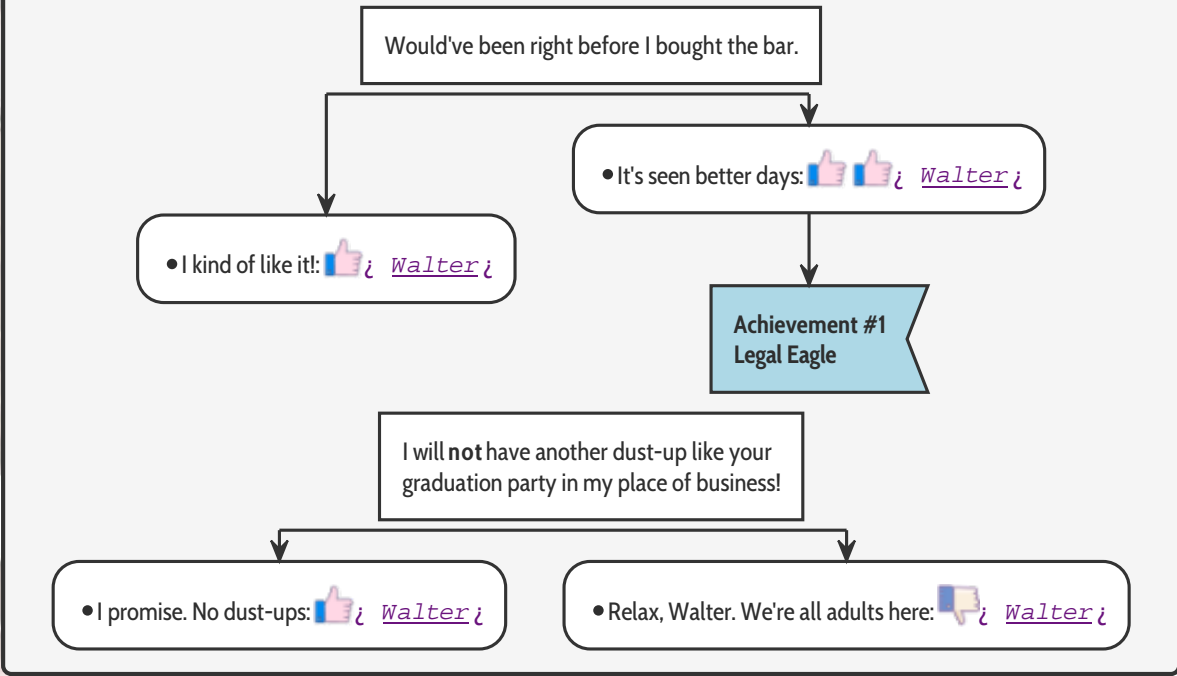 Would've been right before I bought the bar.
•It's seen better days: ¿ Walter¿
•I kind of like it!: ¿ Walter¿
Achievement #1
Legal Eagle
I will not have another dust-up like your
graduation party in my place of business!
•I promise. No dust-ups: ¿ Walter¿
•Relax, Walter. We're all adults here: ¿ Walter¿